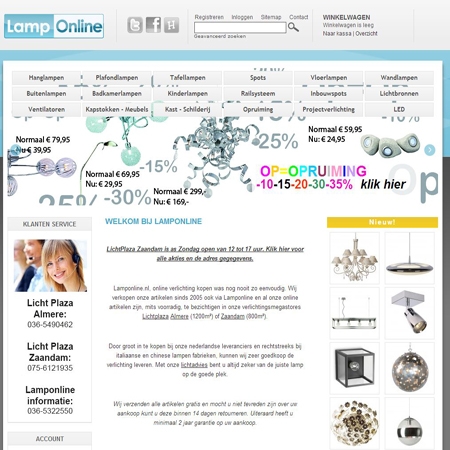 Lamp Online
Registreren Inloggen Sitemap Contact
Geavanceerd zoeken
WINKELWAGEN
Winkelwagen is leeg
Naar kassa | Overzicht
Hanglampen Plafondlampen Tafellampen Spots Vloerlampen Wandlampen
Buitenlampen Badkamerlampen Kinderlampen Railsysteem Inbouwspots Lichtbronnen
Ventilatoren Kapstokken - Meubels Kast - Schilderij Opruiming Projectverlichting LED
Normaal € 79,95
Nu: € 39,95
-15%
25%
-30%
Normaal € 69,95
Nu: € 29,95
Normaal € 299,-
Nu: € 169,-
25%
Normaal € 59,95
Nu: € 24,95
OP=OPRUIMING
-10-15-20-30-35% klik hier
KLANTEN SERVICE
Licht Plaza
Almere:
036-5490462
Licht Plaza
Zaandam:
075-6121935
Lamponline
informatie:
036-5322550
ACCOUNT
WELKOM BIJ LAMPONLINE
LichtPlaza Zaandam is as Zondag open van 12 tot 17 uur. Klik hier voor
alle akties en de adres gegegevens.
Lamponline.nl, online verlichting kopen was nog nooit zo eenvoudig. Wij
verkopen onze artikelen sinds 2005 ook via Lamponline en al onze online
artikelen zijn, mits voorradig, te bezichtigen in onze verlichtingsmegastores
Lichtplaza Almere (1200m²) of Zaandam (800m²).
Door groot in te kopen bij onze nederlandse leveranciers en rechtstreeks bij
italiaanse en chinese lampen fabrieken, kunnen wij zeer goedkoop de
verlichting leveren. Met onze lichtadvies bent u altijd zeker van de juiste lamp
op de goede plek.
Wij verzenden alle artikelen gratis en mocht u niet tevreden zijn over uw
aankoop kunt u deze binnen 14 dagen retourneren. Uiteraard heeft u
minimaal 2 jaar garantie op uw aankoop.
Nieuw!